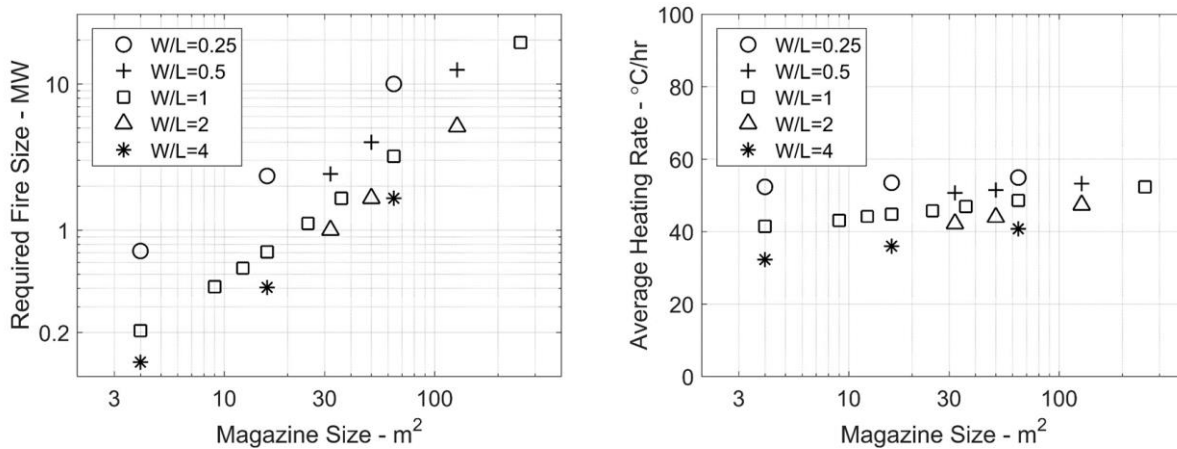 Required Fire Size - MW
10
1
0.2
W/L=0.25
W/L=0.5
W/L=1
W/L=2
W/L=4
3 10 30 100
Magazine Size - m²
Average Heating Rate - °C/hr
100
80
60
40
20
0
W/L=0.25
W/L=0.5
W/L=1
W/L=2
W/L=4
3 10 30 100
Magazine Size - m²